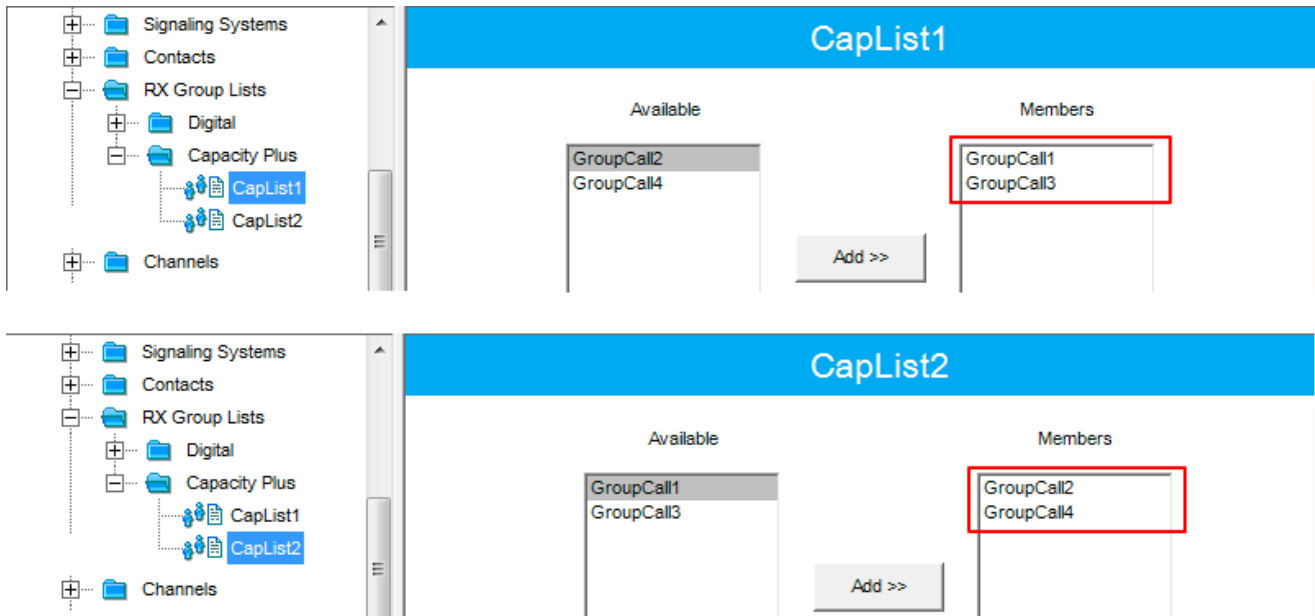 Signaling Systems
Contacts
RX Group Lists
Digital
Capacity Plus
CapList1
CapList2
Channels
CapList1
Available
Members
GroupCall2
GroupCall4
GroupCall1
GroupCall3
Add >>
Signaling Systems
Contacts
RX Group Lists
Digital
Capacity Plus
CapList1
CapList2
Channels
CapList2
Available
Members
GroupCall1
GroupCall3
GroupCall2
GroupCall4
Add >>